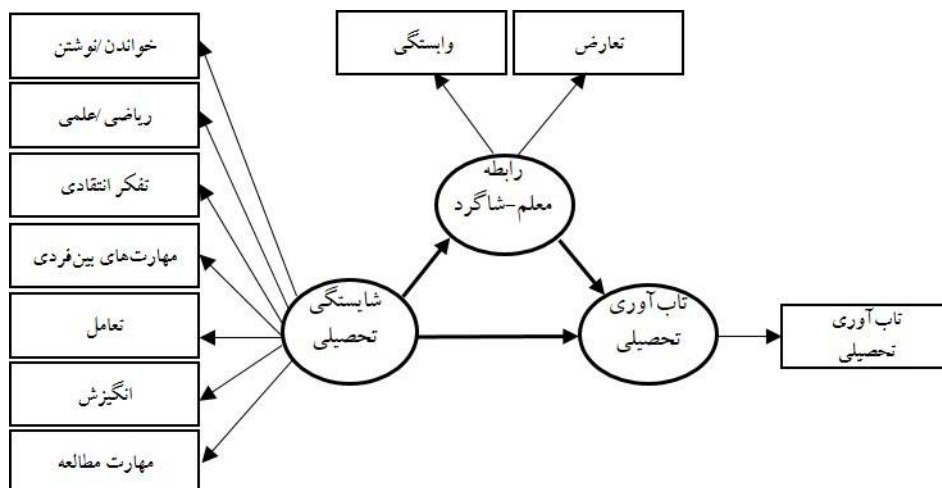 وابستگی
تعارض
خواندن/نوشتن
ریاضی/علمی
تفکر انتقادی
مهارت‌های بین‌فردی
تعامل
انگیزش
مهارت مطالعه
رابطه
معلم-شاگرد
شایستگی
تحصیلی
تاب‌آوری
تحصیلی
تاب‌آوری
تحصیلی